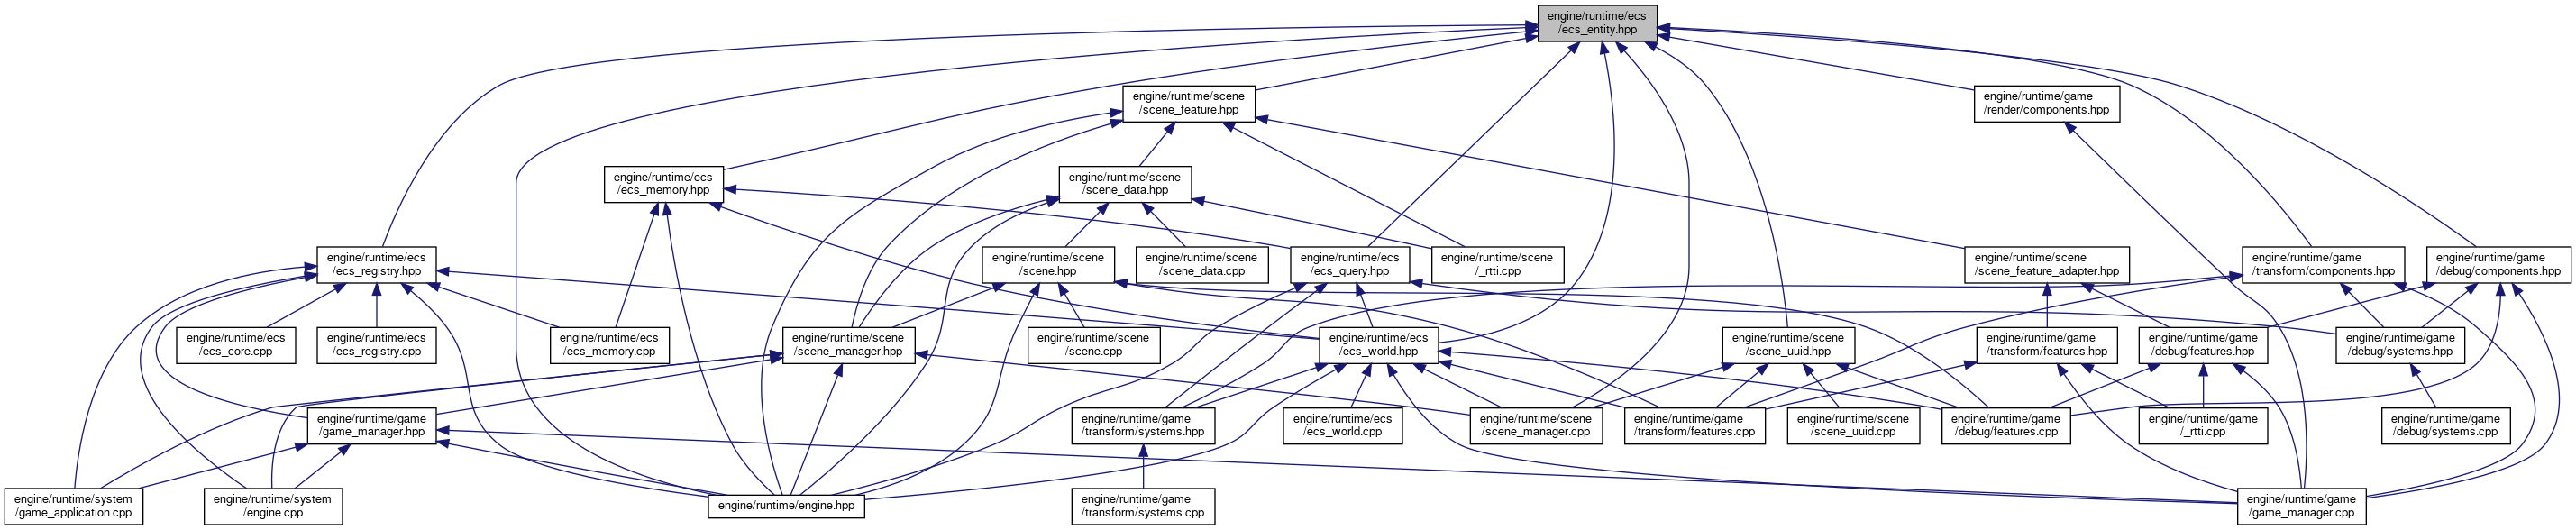 engine/runtime/ecs
/ecs_entity.hpp
engine/runtime/scene
/scene_feature.hpp
engine/runtime/game
/render/components.hpp
engine/runtime/ecs
/ecs_memory.hpp
engine/runtime/scene
/scene_data.hpp
engine/runtime/ecs
/ecs_registry.hpp
engine/runtime/scene
/scene.hpp
engine/runtime/scene
/scene_data.cpp
engine/runtime/ecs
/ecs_query.hpp
engine/runtime/scene
/_rtti.cpp
engine/runtime/scene
/scene_feature_adapter.hpp
engine/runtime/game
/transform/components.hpp
engine/runtime/game
/debug/components.hpp
engine/runtime/ecs
/ecs_core.cpp
engine/runtime/ecs
/ecs_registry.cpp
engine/runtime/ecs
/ecs_memory.cpp
engine/runtime/scene
/scene_manager.hpp
engine/runtime/scene
/scene.cpp
engine/runtime/ecs
/ecs_world.hpp
engine/runtime/scene
/scene_uuid.hpp
engine/runtime/game
/transform/features.hpp
engine/runtime/game
/debug/features.hpp
engine/runtime/game
/debug/systems.hpp
engine/runtime/game
/game_manager.hpp
engine/runtime/game
/transform/systems.hpp
engine/runtime/ecs
/ecs_world.cpp
engine/runtime/scene
/scene_manager.cpp
engine/runtime/game
/transform/features.cpp
engine/runtime/scene
/scene_uuid.cpp
engine/runtime/game
/debug/features.cpp
engine/runtime/game
/_rtti.cpp
engine/runtime/game
/debug/systems.cpp
engine/runtime/system
/game_application.cpp
engine/runtime/system
/engine.cpp
engine/runtime/engine.hpp
engine/runtime/game
/transform/systems.cpp
engine/runtime/game
/game_manager.cpp